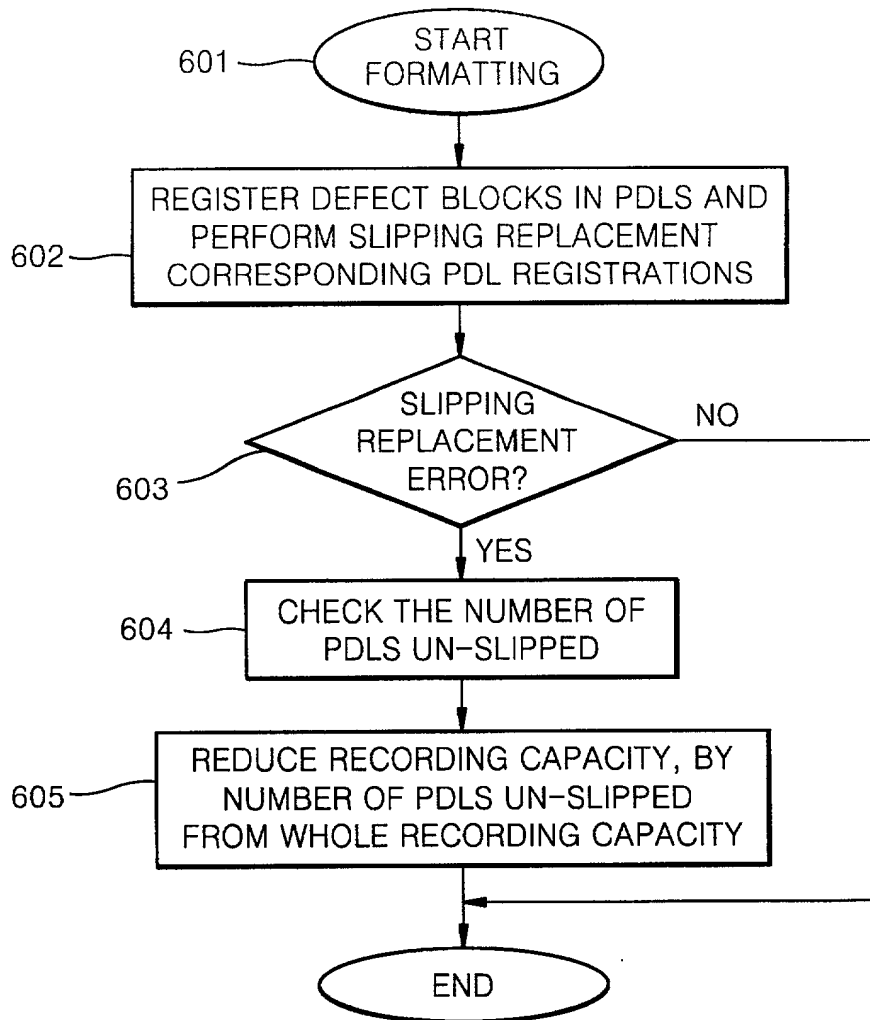 601
START
FORMATTING
602
REGISTER DEFECT BLOCKS IN PDLS AND
PERFORM SLIPPING REPLACEMENT
CORRESPONDING PDL REGISTRATIONS
603
SLIPPING
REPLACEMENT
ERROR?
NO
YES
604
CHECK THE NUMBER OF
PDLS UN-SLIPPED
605
REDUCE RECORDING CAPACITY, BY
NUMBER OF PDLS UN-SLIPPED
FROM WHOLE RECORDING CAPACITY
END